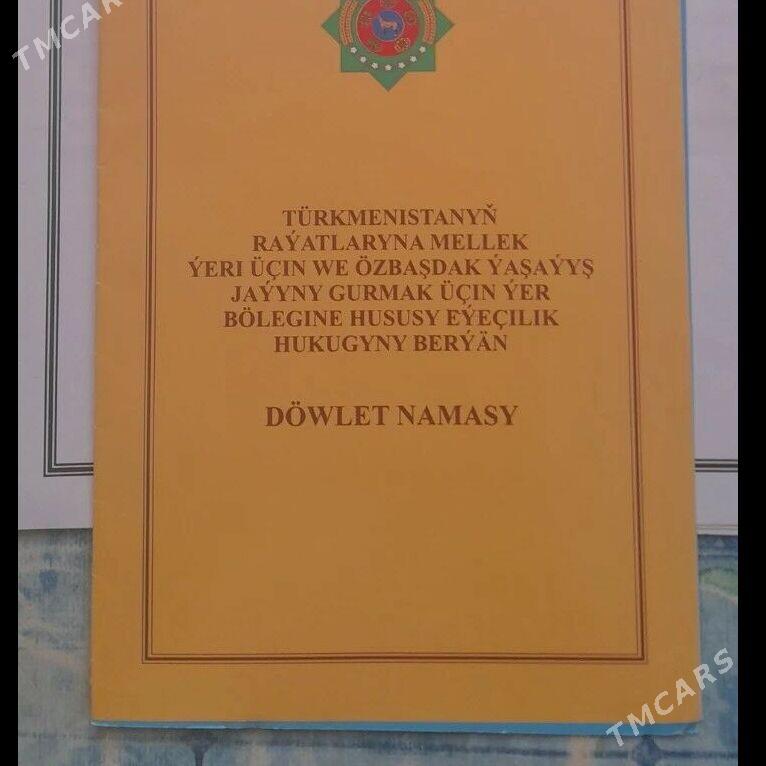 TMCARS
TÜRKMENISTANYŇ
RAÝATLARYNA MELLEK
ÝERI ÜÇIN WE ÖZBAŞDAK ÝAŞAÝYŞ
JAÝYNY GURMAK ÜÇIN ÝER
BÖLEGINE HUSUSY EÝEÇILIK
HUKUGYNY BERÝÄN
DÖWLET NAMASY
TMCARS